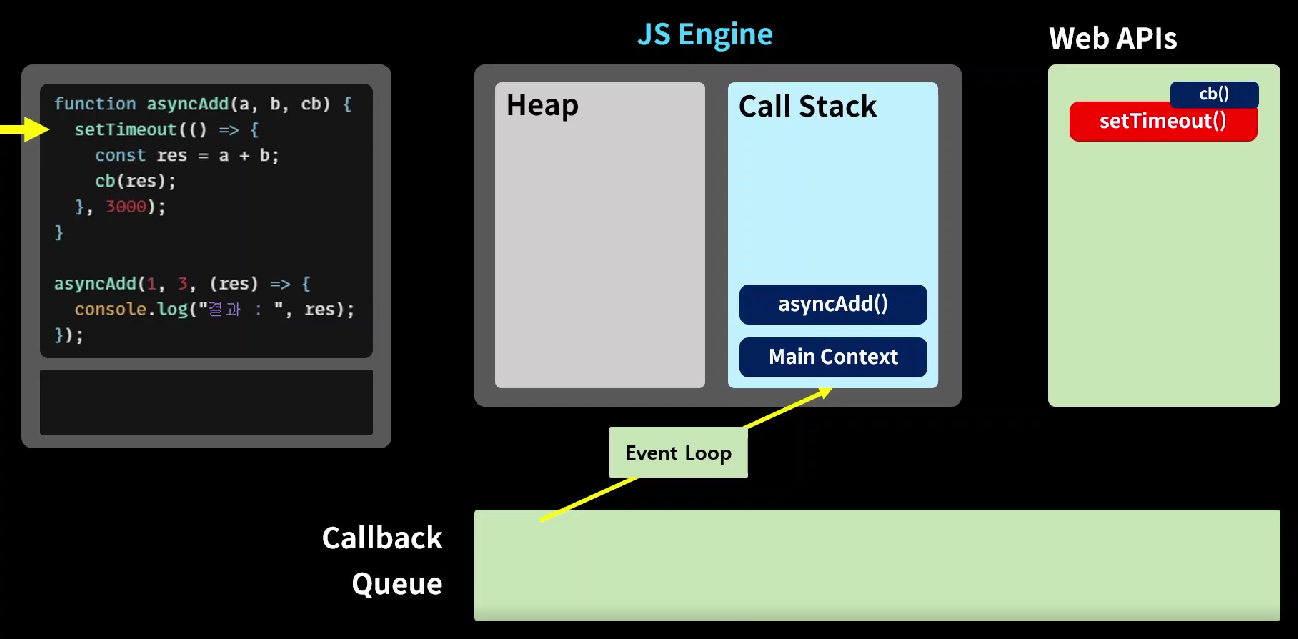 JS Engine
Web APIs
function asyncAdd(a, b, cb) {
  setTimeout(() => {
    const res = a + b;
    cb(res);
  }, 3000);
}
asyncAdd(1, 3, (res) => {
  console.log("결과 : ", res);
});
Heap
Call Stack
asyncAdd()
Main Context
cb()
setTimeout()
Event Loop
Callback
Queue